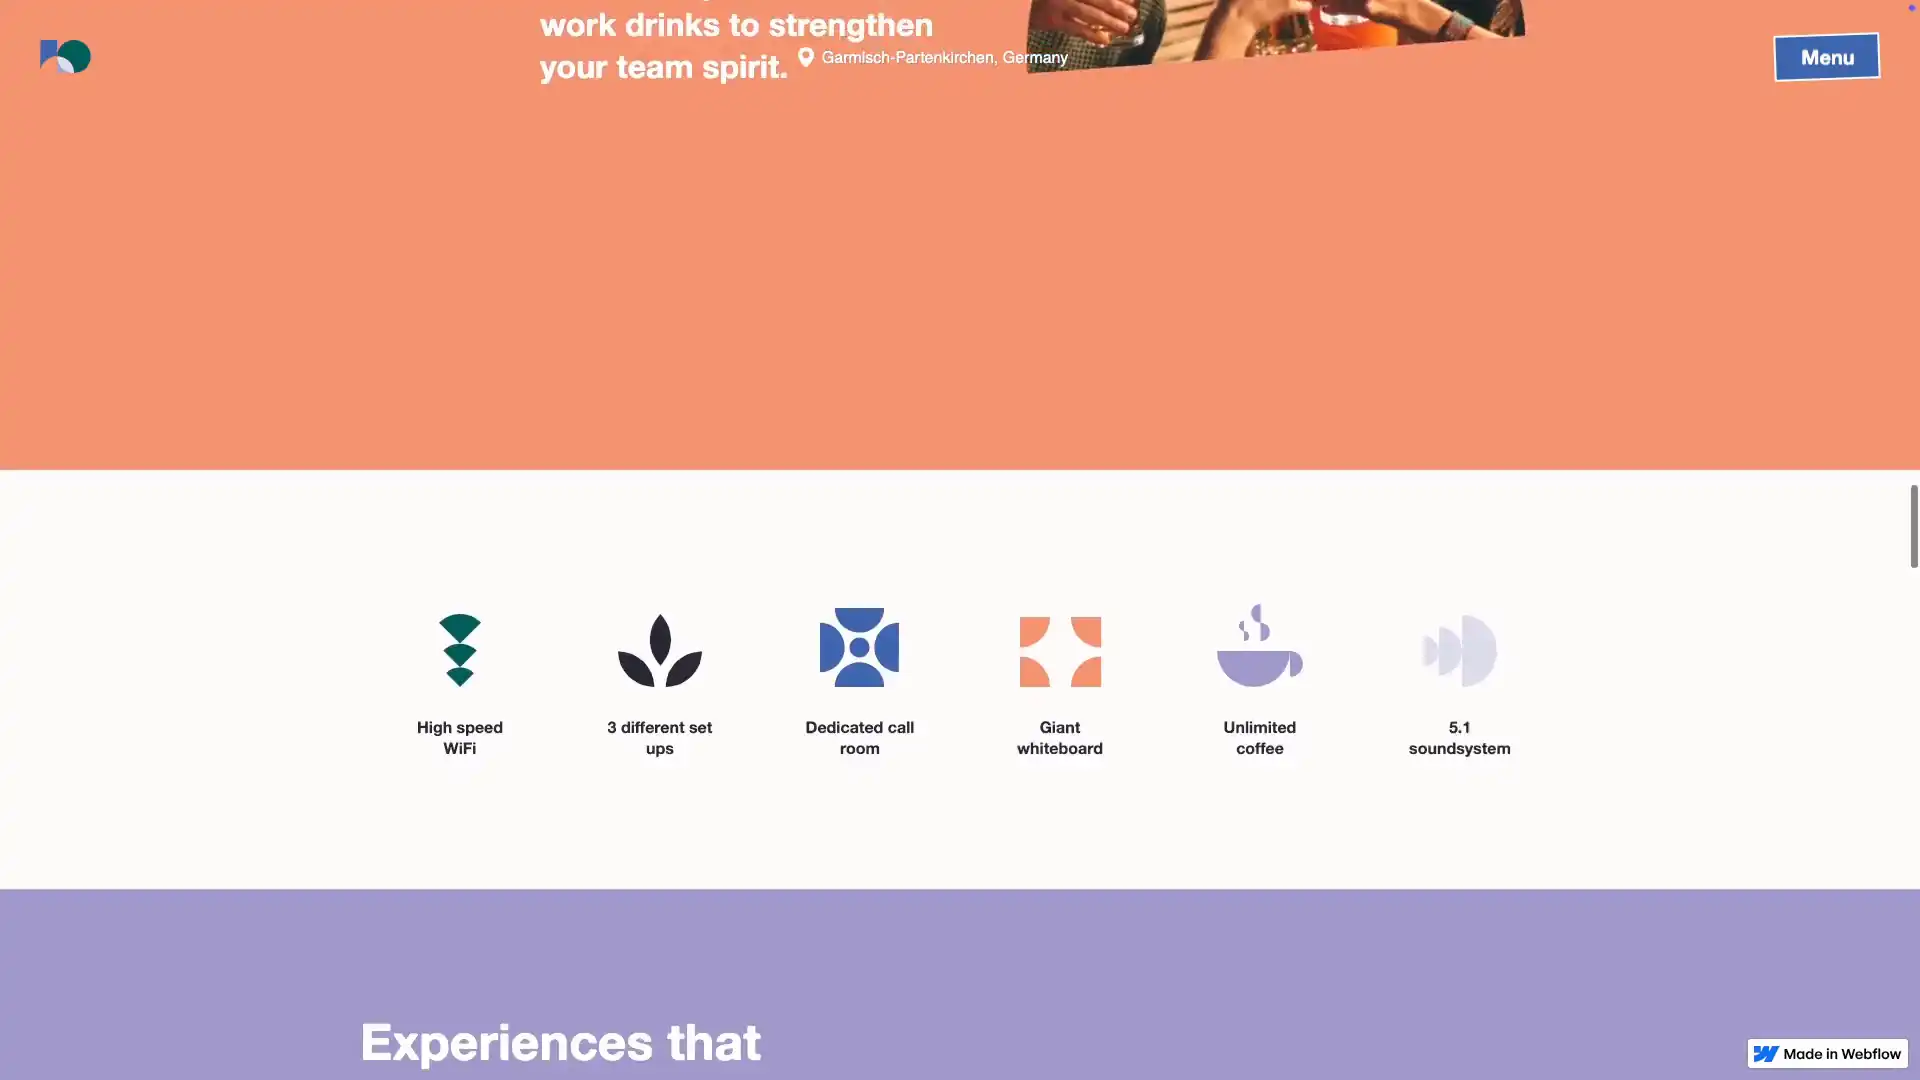 work drinks to strengthen
your team spirit.
Garmisch-Partenkirchen, Germany
Menu
High speed
WiFi
3 different set
ups
Dedicated call
room
Giant
whiteboard
Unlimited
coffee
5.1
soundsystem
Experiences that
Made in Webflow